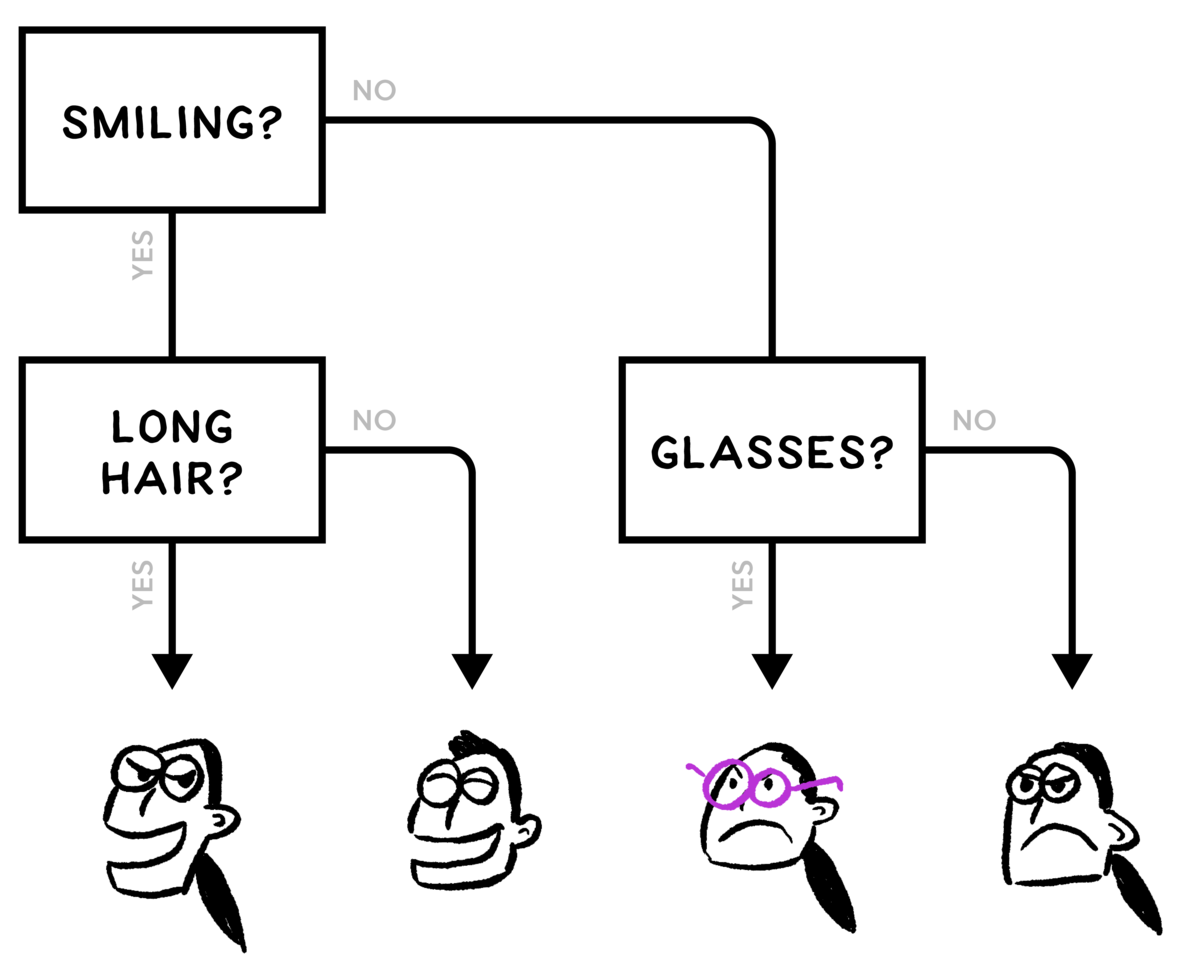 SMILING?
NO
YES
LONG
HAIR?
NO
YES
GLASSES?
NO
YES